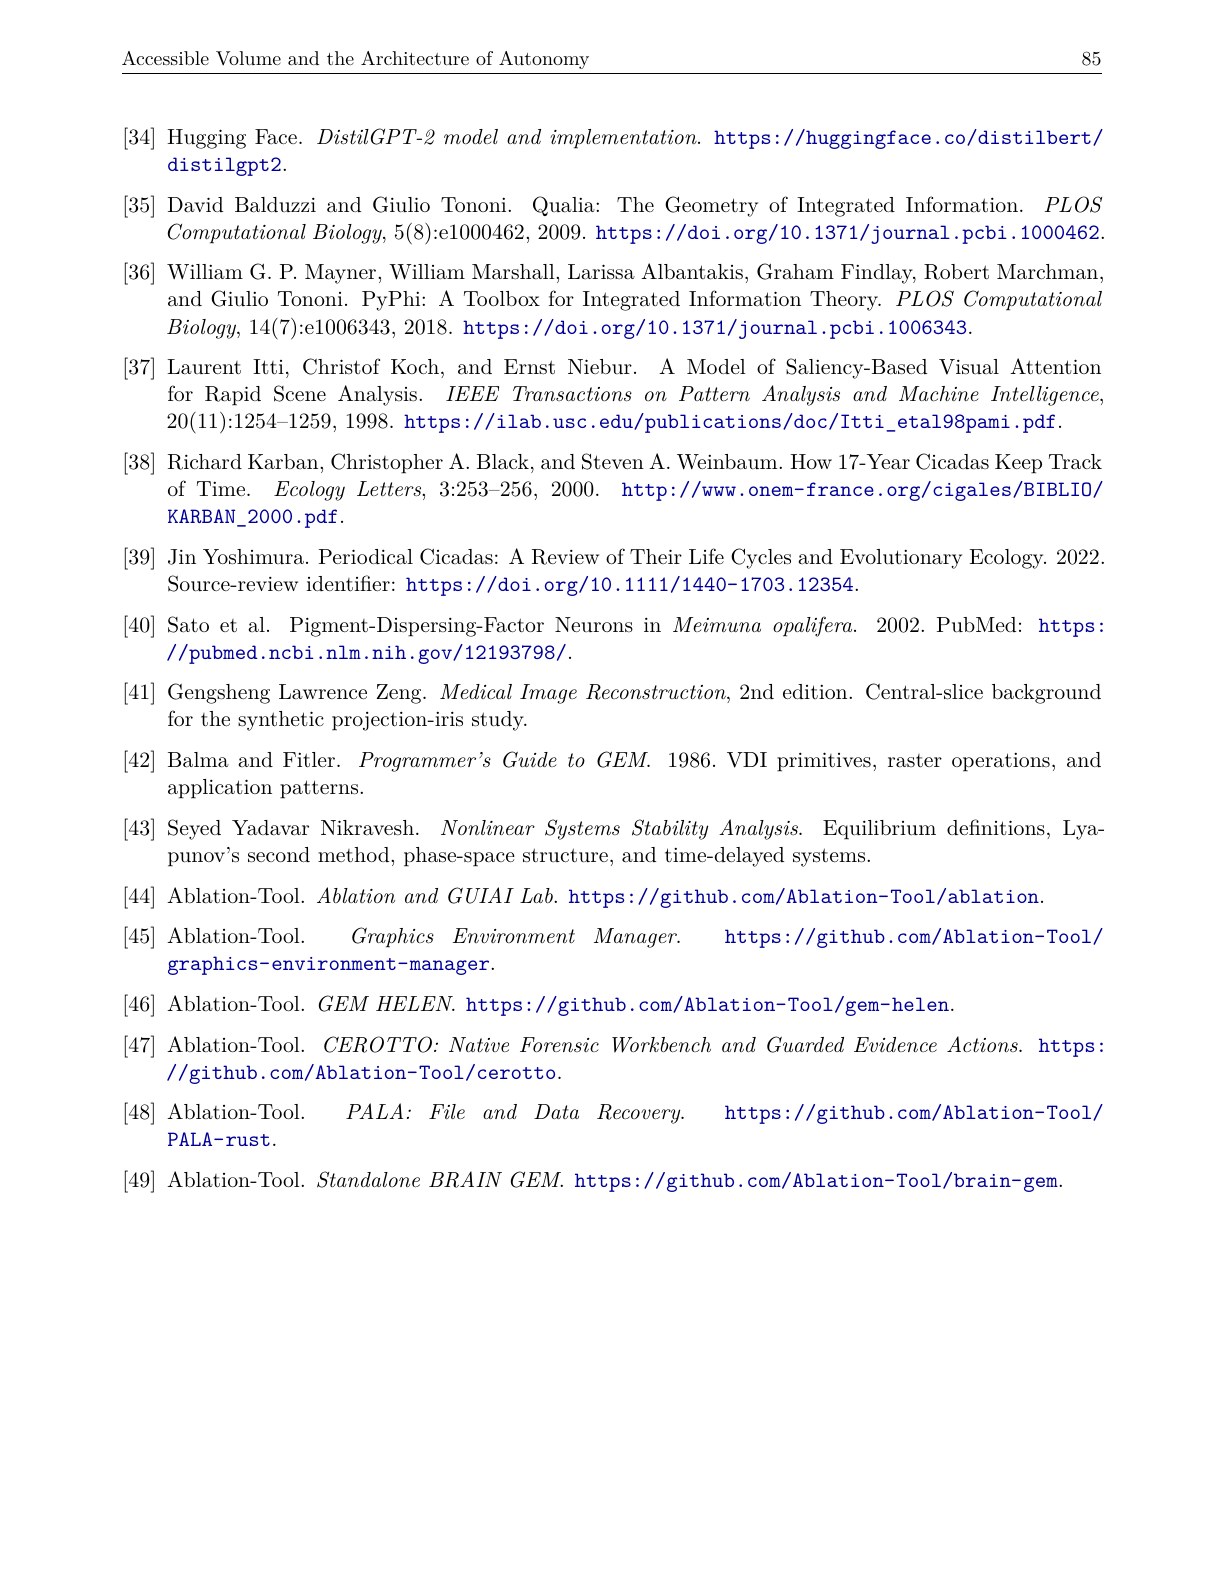 Accessible Volume and the Architecture of Autonomy 85
[34] Hugging Face. DistilGPT-2 model and implementation. https://huggingface.co/distilbert/
distilgpt2.
[35] David Balduzzi and Giulio Tononi. Qualia: The Geometry of Integrated Information. PLOS
Computational Biology, 5(8):e1000462, 2009. https://doi.org/10.1371/journal.pcbi.1000462.
[36] William G. P. Mayner, William Marshall, Larissa Albantakis, Graham Findlay, Robert Marchman,
and Giulio Tononi. PyPhi: A Toolbox for Integrated Information Theory. PLOS Computational
Biology, 14(7):e1006343, 2018. https://doi.org/10.1371/journal.pcbi.1006343.
[37] Laurent Itti, Christof Koch, and Ernst Niebur. A Model of Saliency-Based Visual Attention
for Rapid Scene Analysis. IEEE Transactions on Pattern Analysis and Machine Intelligence,
20(11):1254–1259, 1998. https://ilab.usc.edu/publications/doc/Itti_etal98pami.pdf.
[38] Richard Karban, Christopher A. Black, and Steven A. Weinbaum. How 17-Year Cicadas Keep Track
of Time. Ecology Letters, 3:253–256, 2000. http://www.onem-france.org/cigales/BIBLIO/
KARBAN_2000.pdf.
[39] Jin Yoshimura. Periodical Cicadas: A Review of Their Life Cycles and Evolutionary Ecology. 2022.
Source-review identifier: https://doi.org/10.1111/1440-1703.12354.
[40] Sato et al. Pigment-Dispersing-Factor Neurons in Meimuna opalifera. 2002. PubMed: https:
//pubmed.ncbi.nlm.nih.gov/12193798/.
[41] Gengsheng Lawrence Zeng. Medical Image Reconstruction, 2nd edition. Central-slice background
for the synthetic projection-iris study.
[42] Balma and Fitler. Programmer's Guide to GEM. 1986. VDI primitives, raster operations, and
application patterns.
[43] Seyed Yadavar Nikravesh. Nonlinear Systems Stability Analysis. Equilibrium definitions, Lya-
punov's second method, phase-space structure, and time-delayed systems.
[44] Ablation-Tool. Ablation and GUIAI Lab. https://github.com/Ablation-Tool/ablation.
[45] Ablation-Tool. Graphics Environment Manager. https://github.com/Ablation-Tool/
graphics-environment-manager.
[46] Ablation-Tool. GEM HELEN. https://github.com/Ablation-Tool/gem-helen.
[47] Ablation-Tool. CEROTTO: Native Forensic Workbench and Guarded Evidence Actions. https:
//github.com/Ablation-Tool/cerotto.
[48] Ablation-Tool. PALA: File and Data Recovery. https://github.com/Ablation-Tool/
PALA-rust.
[49] Ablation-Tool. Standalone BRAIN GEM. https://github.com/Ablation-Tool/brain-gem.